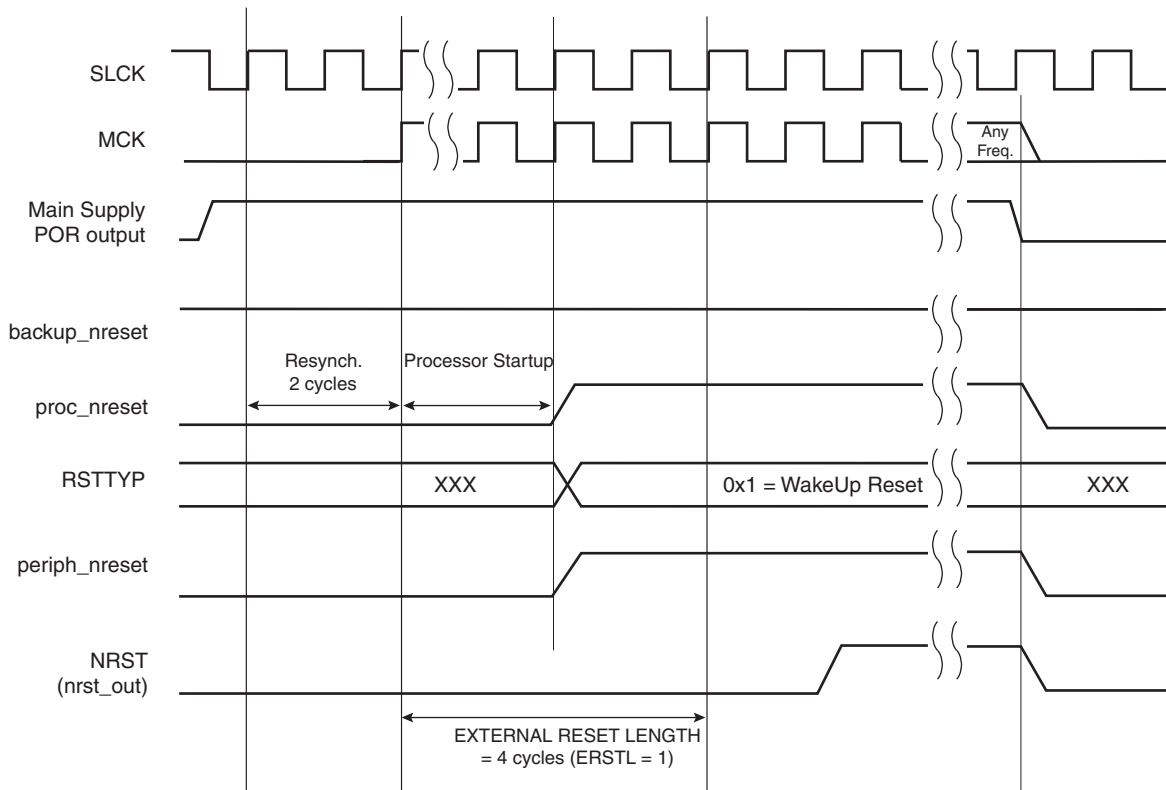 SLCK
MCK
Any
Freq.
Main Supply
POR output
backup_nreset
Resynch.
2 cycles
Processor Startup
proc_nreset
RSTTYP
XXX
0x1 = WakeUp Reset
XXX
periph_nreset
NRST
(nrst_out)
EXTERNAL RESET LENGTH
= 4 cycles (ERSTL = 1)